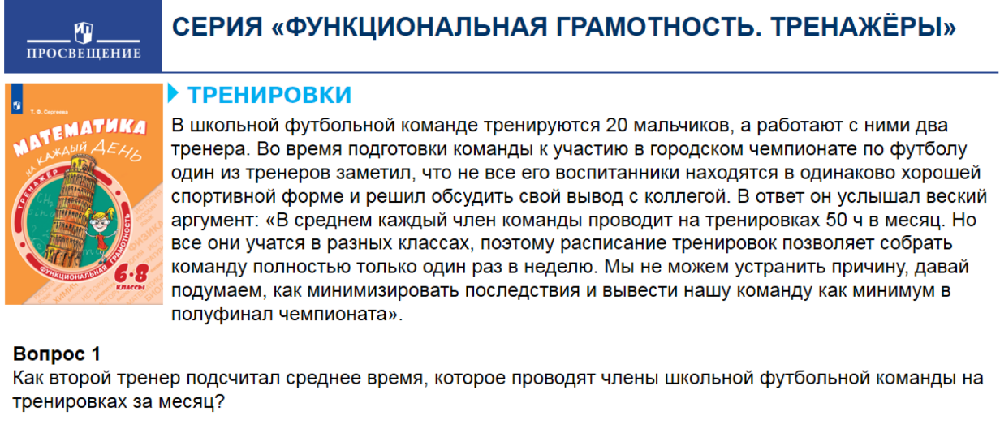 СЕРИЯ «ФУНКЦИОНАЛЬНАЯ ГРАМОТНОСТЬ. ТРЕНАЖЁРЫ»
ПРОСВЕЩЕНИЕ
Т. Ф. Сергеева
МАТЕМАТИКА
НА КАЖДЫЙ ДЕНЬ
ТРЕНАЖЁР
ФУНКЦИОНАЛЬНАЯ ГРАМОТНОСТЬ
6·8
КЛАССЫ
ТРЕНИРОВКИ
В школьной футбольной команде тренируются 20 мальчиков, а работают с ними два
тренера. Во время подготовки команды к участию в городском чемпионате по футболу
один из тренеров заметил, что не все его воспитанники находятся в одинаково хорошей
спортивной форме и решил обсудить свой вывод с коллегой. В ответ он услышал веский
аргумент: «В среднем каждый член команды проводит на тренировках 50 ч в месяц. Но
все они учатся в разных классах, поэтому расписание тренировок позволяет собрать
команду полностью только один раз в неделю. Мы не можем устранить причину, давай
подумаем, как минимизировать последствия и вывести нашу команду как минимум в
полуфинал чемпионата».
Вопрос 1
Как второй тренер подсчитал среднее время, которое проводят члены школьной футбольной команды на
тренировках за месяц?